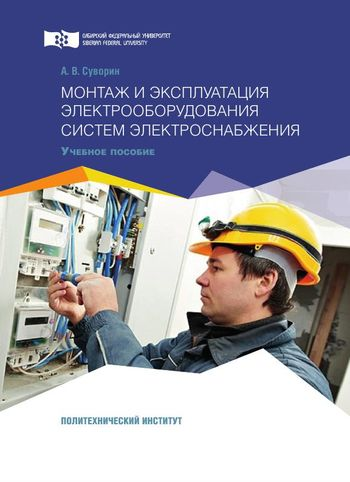 СИБИРСКИЙ ФЕДЕРАЛЬНЫЙ УНИВЕРСИТЕТ
SIBERIAN FEDERAL UNIVERSITY
А. В. Суворин
МОНТАЖ И ЭКСПЛУАТАЦИЯ
ЭЛЕКТРООБОРУДОВАНИЯ
СИСТЕМ ЭЛЕКТРОСНАБЖЕНИЯ
УЧЕБНОЕ ПОСОБИЕ
ПОЛИТЕХНИЧЕСКИЙ ИНСТИТУТ